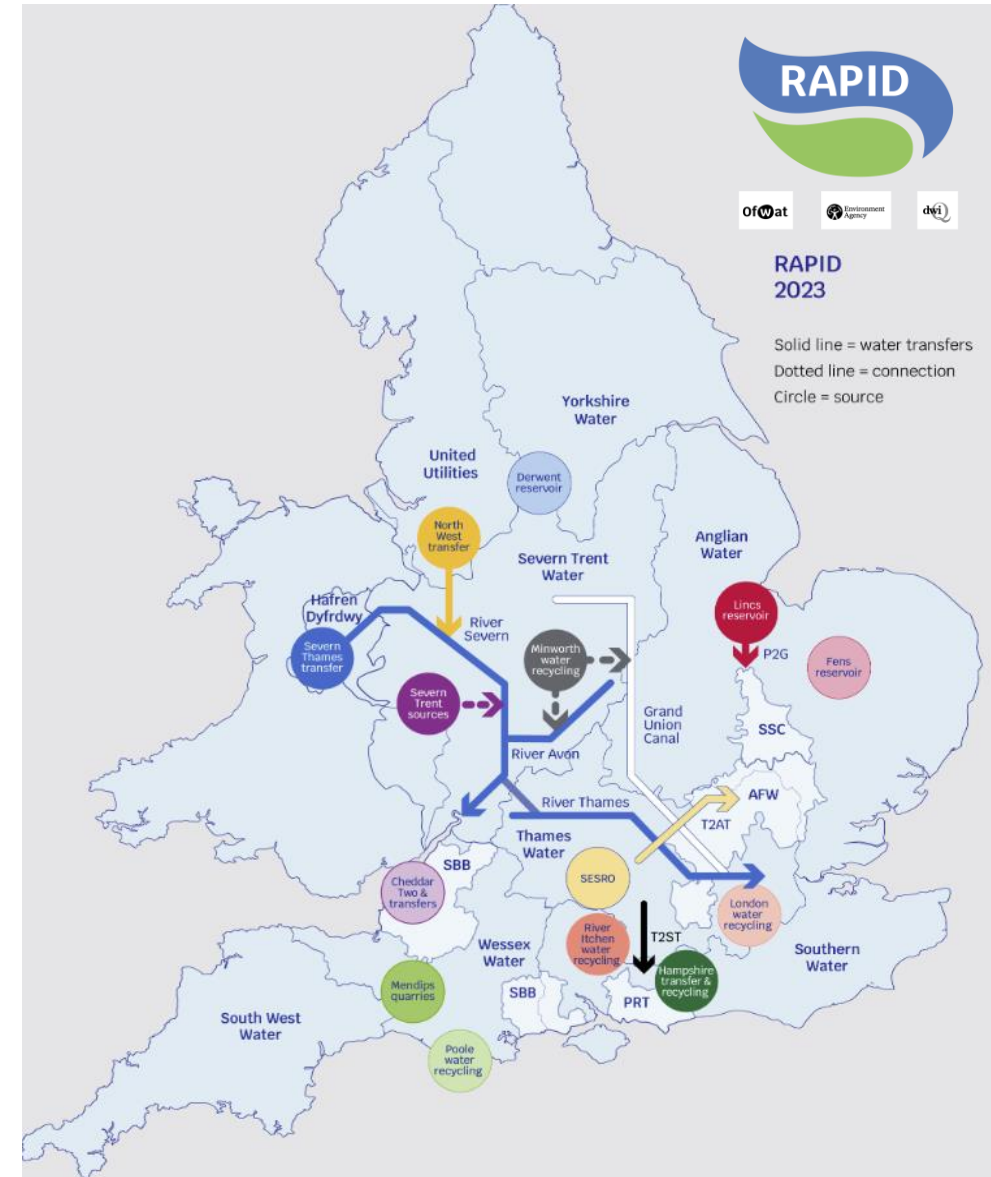 RAPID
Ofwat
Environment
Agency
dwi
RAPID
2023
Solid line = water transfers
Dotted line = connection
Circle = source
Yorkshire
Water
United
Utilities
Derwent
reservoir
North
West
transfer
Anglian
Water
Severn Trent
Water
Hafren
Dyfrdwy
River
Severn
Lincs
reservoir
P2G
Severn
Thames
transfer
Minworth
water
recycling
Fens
reservoir
Severn
Trent
sources
Grand
Union
Canal
SSC
River Avon
AFW
River Thames
T2AT
Thames
Water
SBB
SESRO
Cheddar
Two &
transfers
London
water
recycling
River
Itchen
water
recycling
T2ST
Wessex
Water
Southern
Water
Hampshire
transfer &
recycling
Mendips
quarries
SBB
PRT
South West
Water
Poole
water
recycling